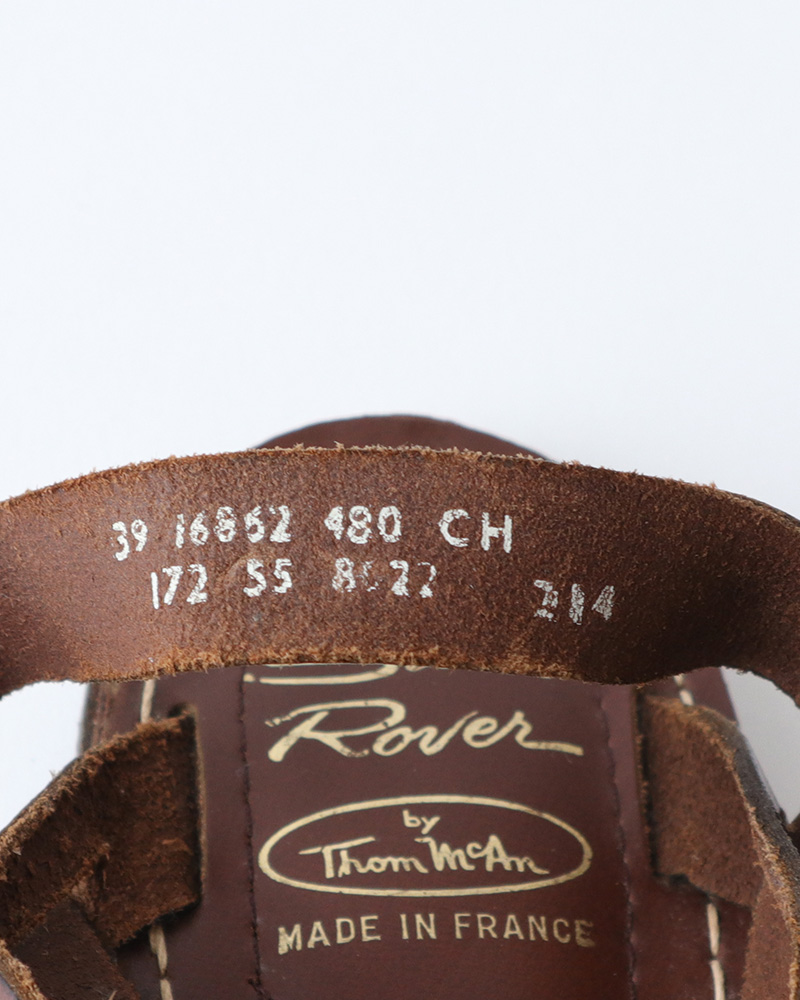 39 16862 480 CH
172 55 8022 214
Rover
by
Thom McAn
MADE IN FRANCE